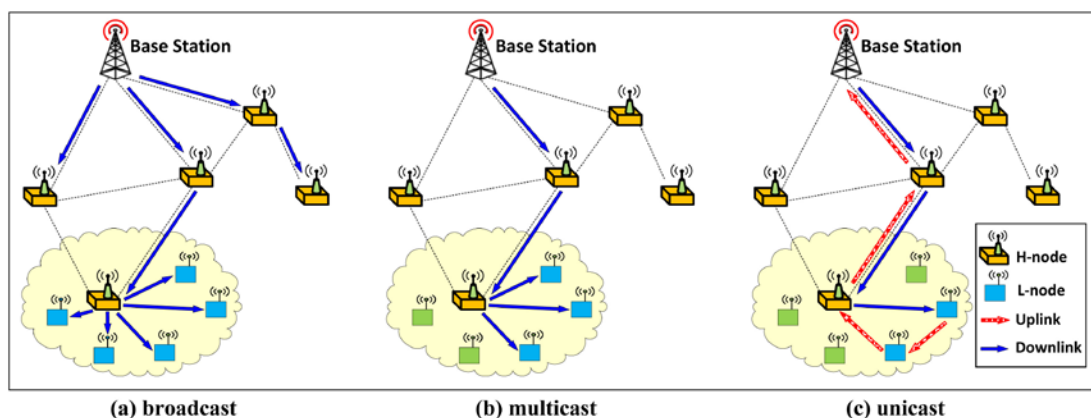 Base Station
Base Station
Base Station
H-node
L-node
Uplink
Downlink
(a) broadcast
(b) multicast
(c) unicast